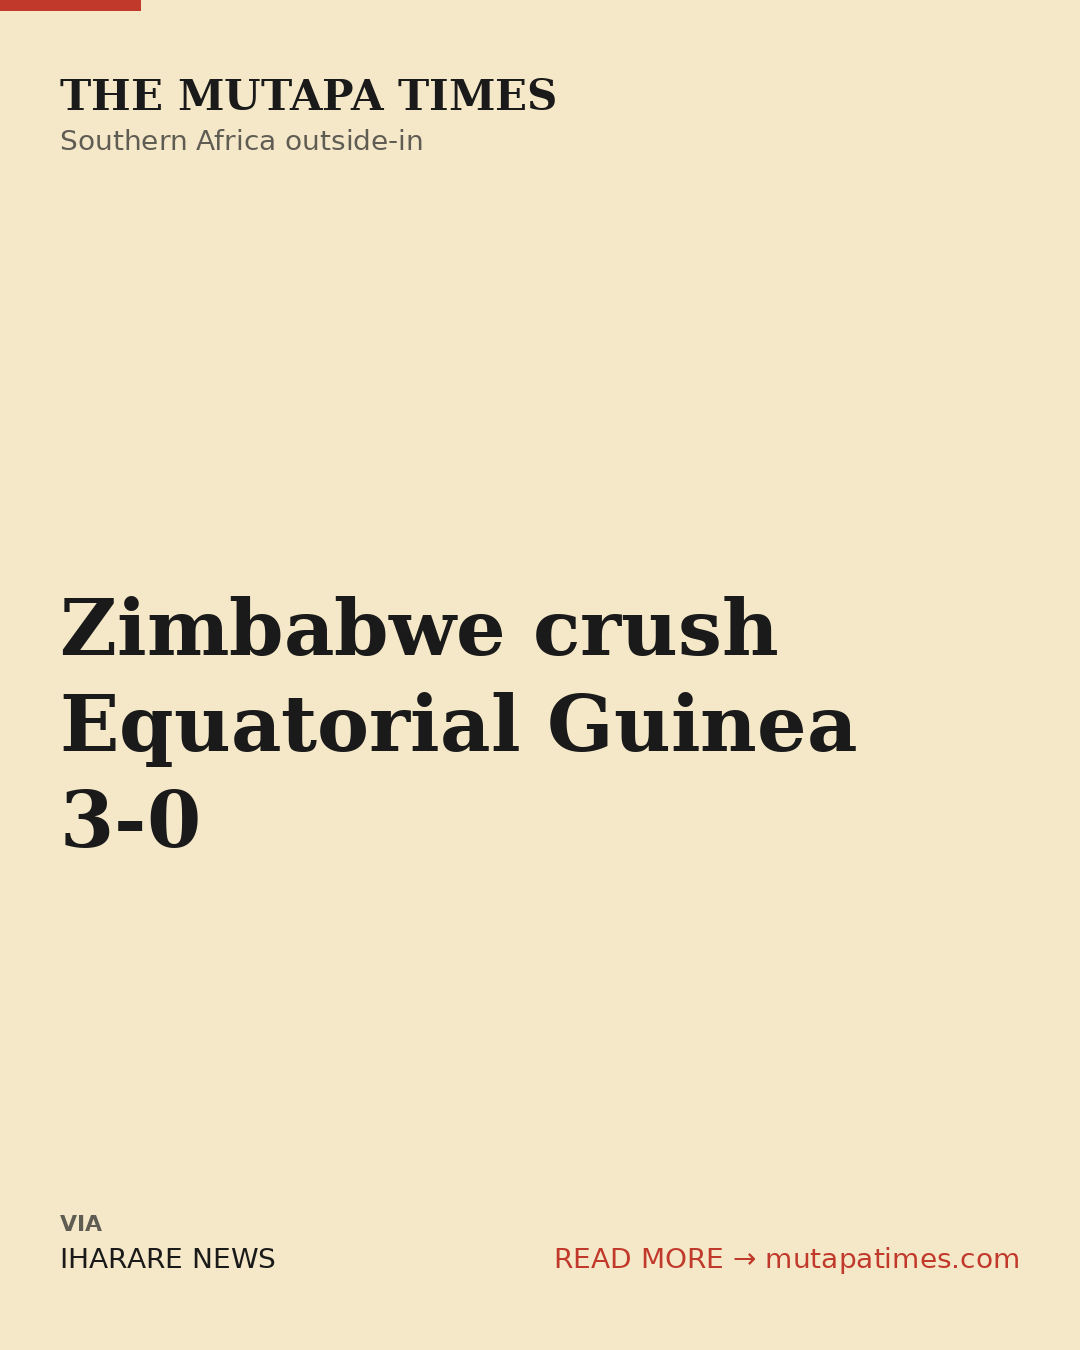 THE MUTAPA TIMES
Southern Africa outside-in
Zimbabwe crush
Equatorial Guinea
3-0
VIA
IHARARE NEWS
READ MORE → mutapatimes.com